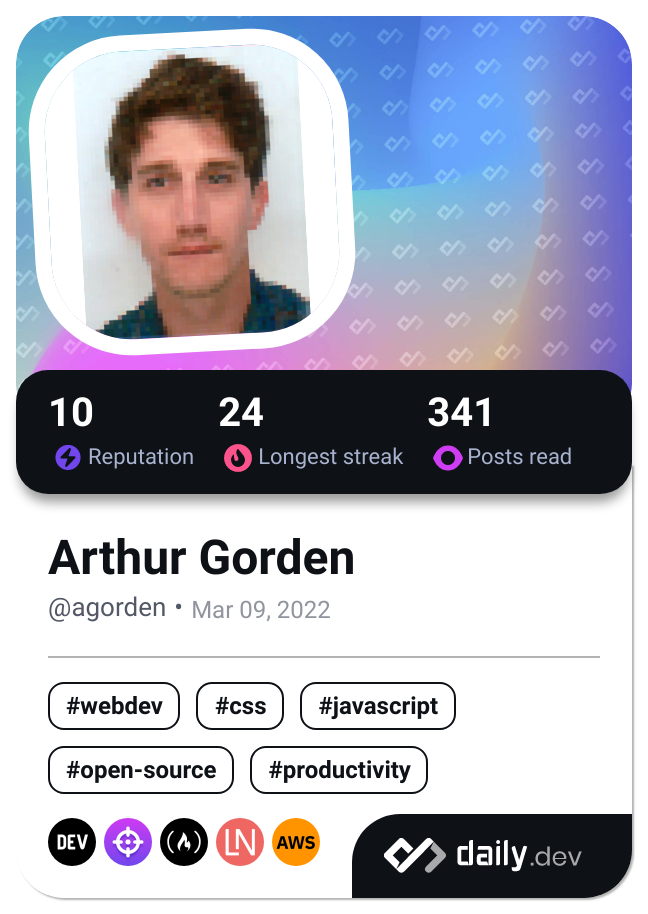 10 24 341
Reputation Longest streak Posts read
Arthur Gorden
@agorden • Mar 09, 2022
#webdev #css #javascript
#open-source #productivity
DEV LN AWS daily.dev